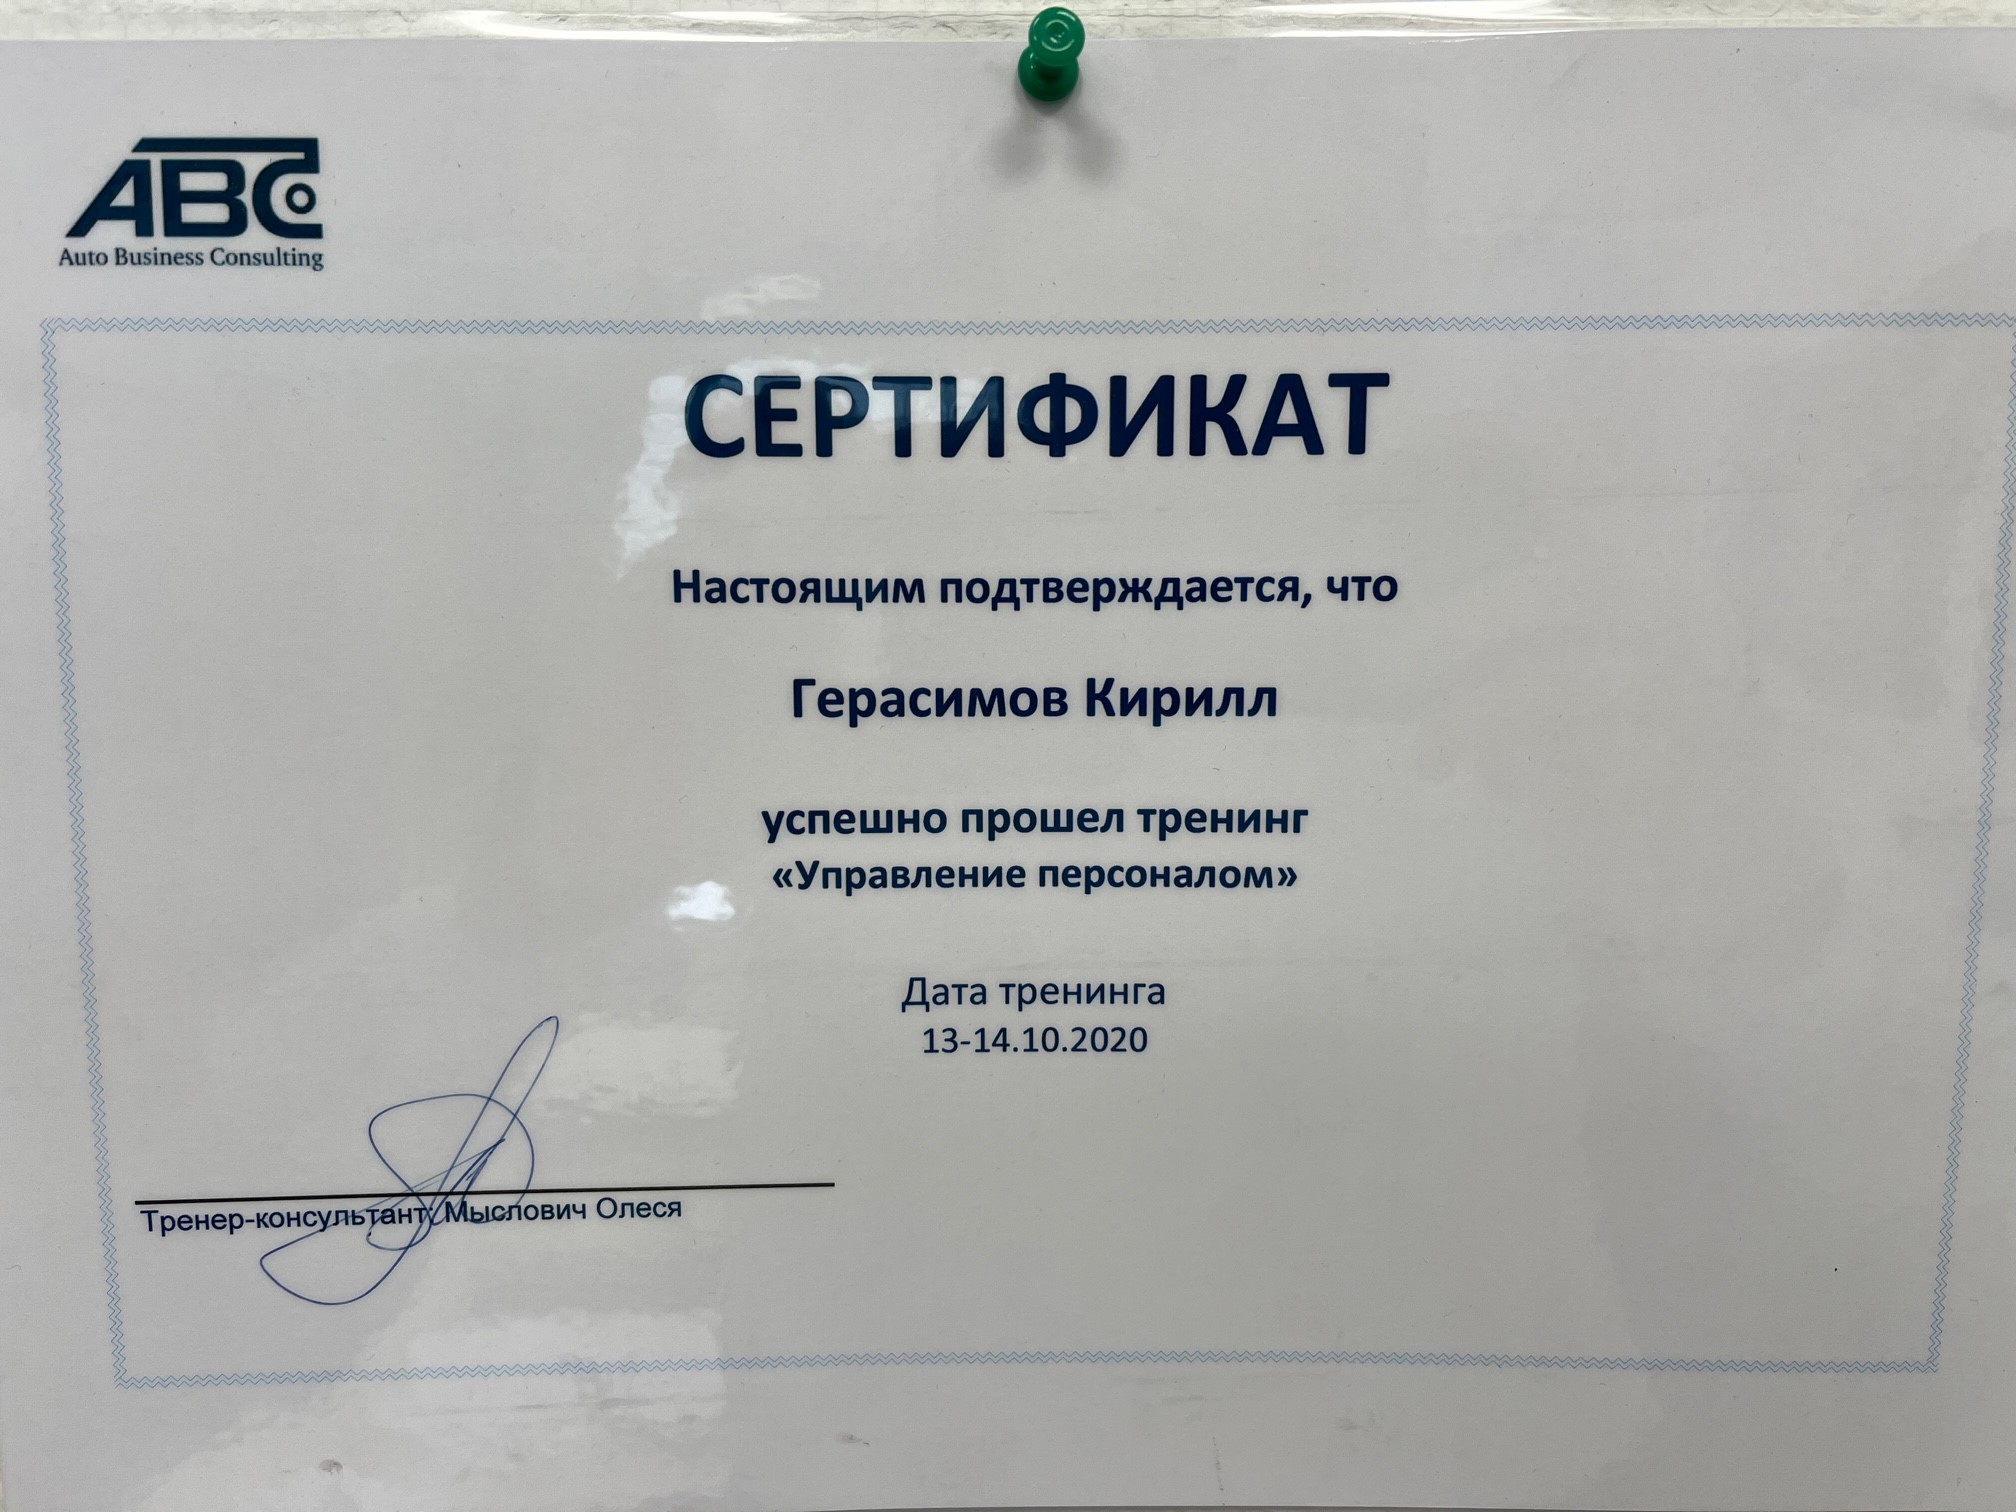 ABC
Auto Business Consulting
СЕРТИФИКАТ
Настоящим подтверждается, что
Герасимов Кирилл
успешно прошел тренинг
«Управление персоналом»
Дата тренинга
13-14.10.2020
Тренер-консультант: Мыслович Олеся